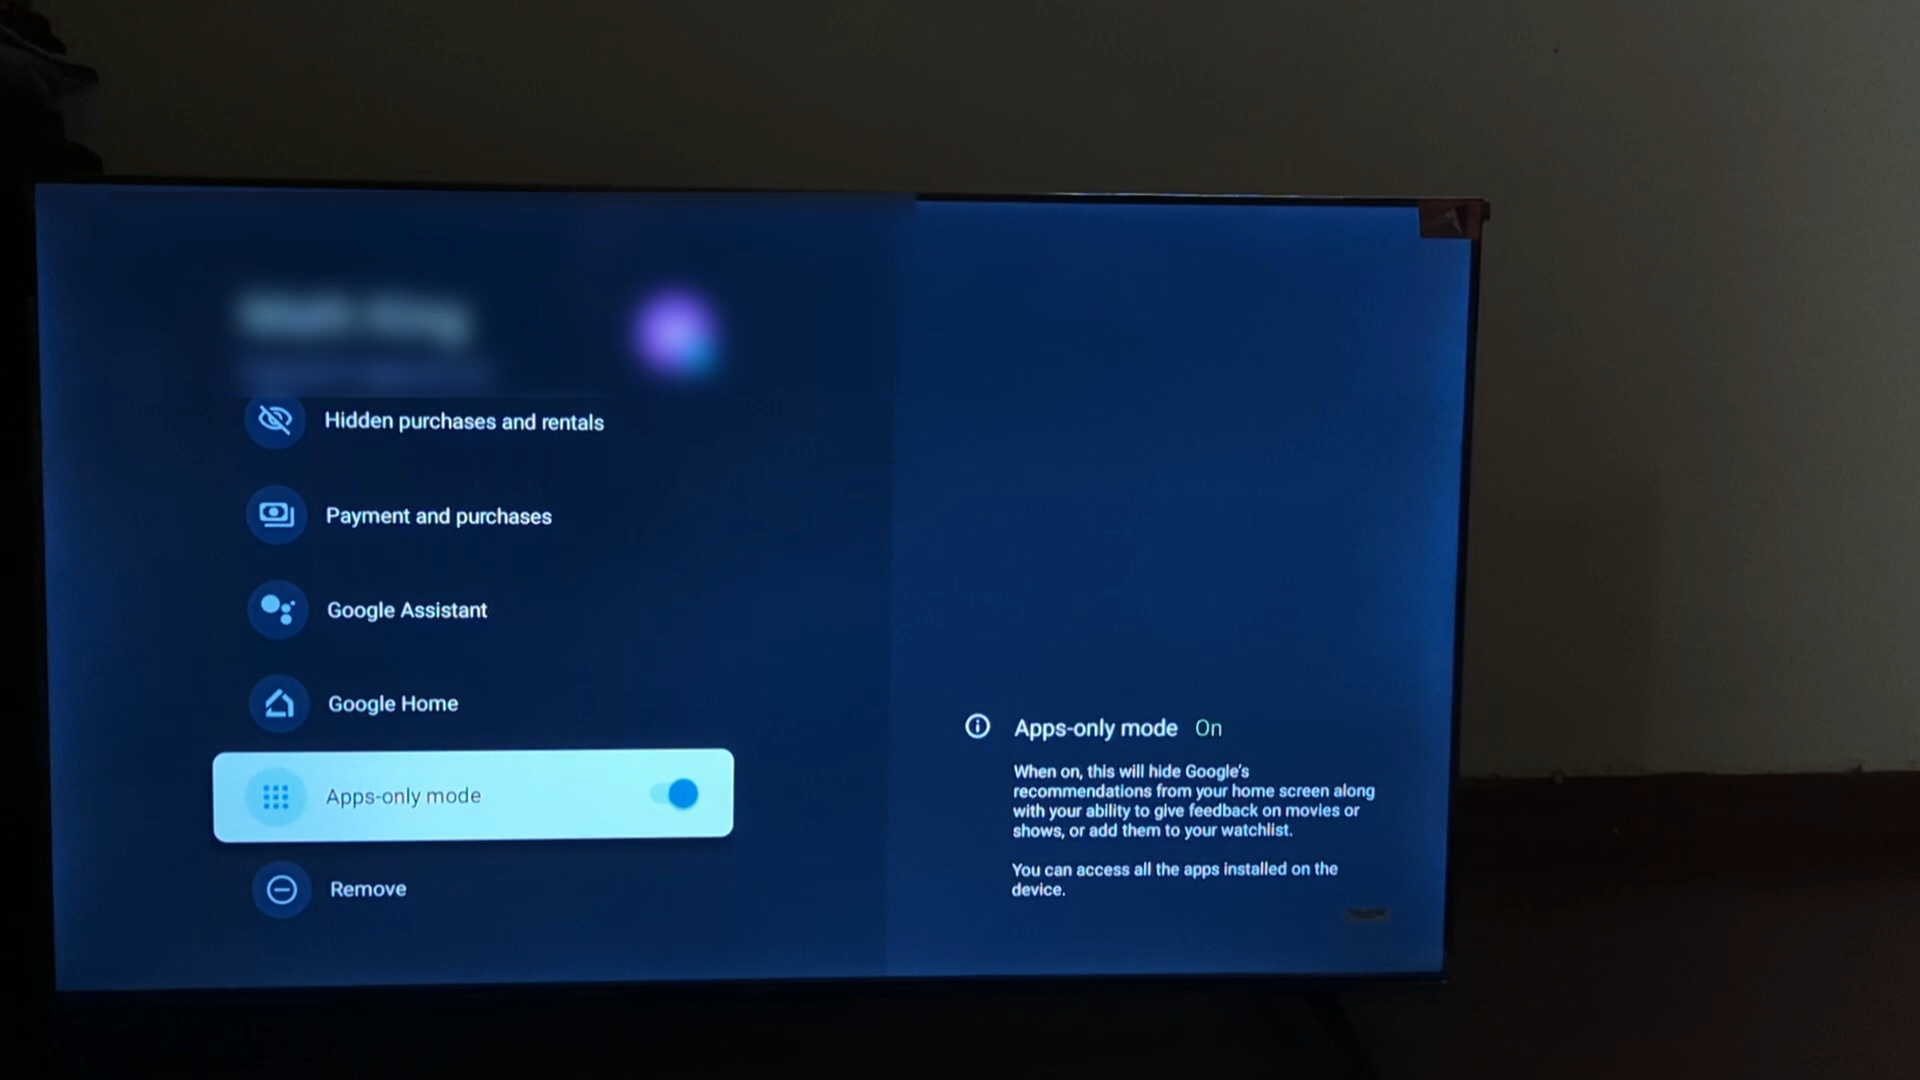 Hidden purchases and rentals
Payment and purchases
Google Assistant
Google Home
Apps-only mode
Remove
Apps-only mode On
When on, this will hide Google's
recommendations from your home screen along
with your ability to give feedback on movies or
shows, or add them to your watchlist.
You can access all the apps installed on the
device.